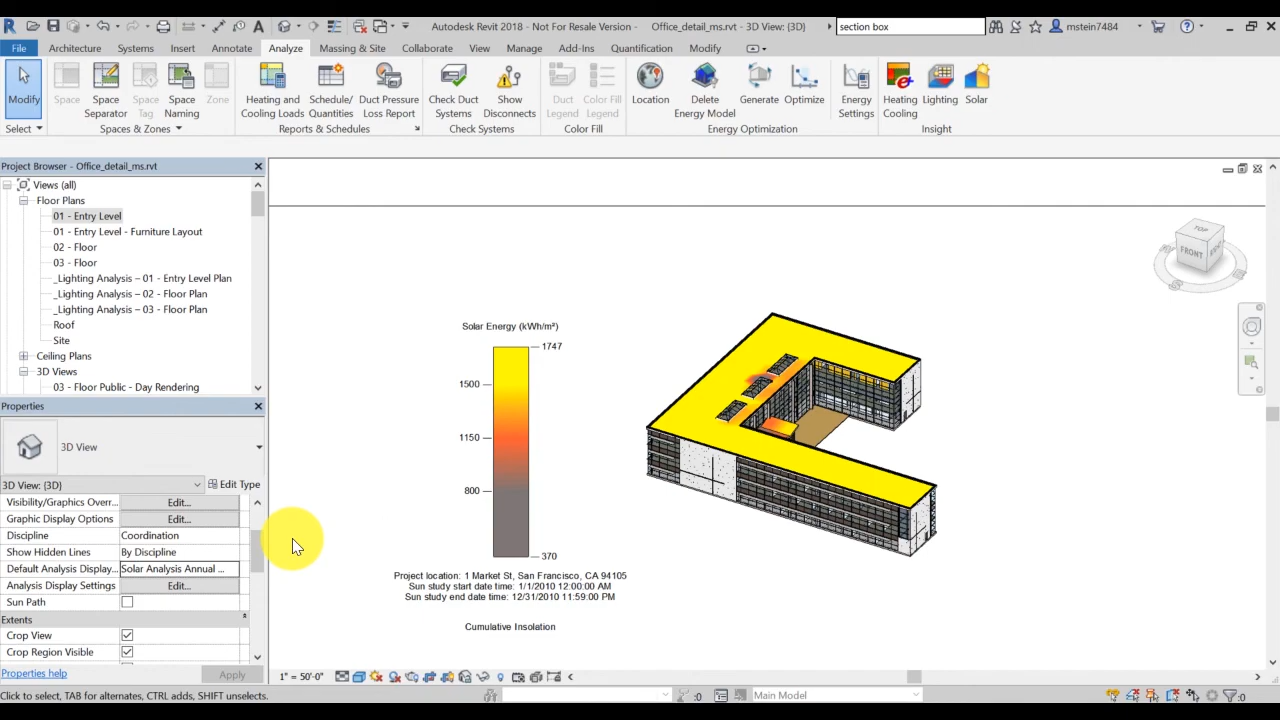 Autodesk Revit 2018 - Not For Resale Version - Office_detail_ms.rvt - 3D View: {3D}
section box
mstein7484
File Architecture Systems Insert Annotate Analyze Massing & Site Collaborate View Manage Add-Ins Quantification Modify
Modify
Space
Space Separator
Space Tag
Space Naming
Zone
Heating and Cooling Loads
Schedule/ Quantities
Duct Pressure Loss Report
Check Duct Systems
Show Disconnects
Duct Legend
Color Fill Legend
Location
Delete Energy Model
Generate
Optimize
Energy Settings
Heating Cooling
Lighting
Solar
Select
Spaces & Zones
Reports & Schedules
Check Systems
Color Fill
Energy Optimization
Insight
Project Browser - Office_detail_ms.rvt
Views (all)
Floor Plans
01 - Entry Level
01 - Entry Level - Furniture Layout
02 - Floor
03 - Floor
_Lighting Analysis – 01 - Entry Level Plan
_Lighting Analysis – 02 - Floor Plan
_Lighting Analysis – 03 - Floor Plan
Roof
Site
Ceiling Plans
3D Views
03 - Floor Public - Day Rendering
Properties
3D View
3D View: {3D}
Edit Type
Visibility/Graphics Overr... Edit...
Graphic Display Options Edit...
Discipline Coordination
Show Hidden Lines By Discipline
Default Analysis Display... Solar Analysis Annual ...
Analysis Display Settings Edit...
Sun Path
Extents
Crop View
Crop Region Visible
Properties help
Apply
Solar Energy (kWh/m²)
1747
1500
1150
800
370
Project location: 1 Market St, San Francisco, CA 94105
Sun study start date time: 1/1/2010 12:00:00 AM
Sun study end date time: 12/31/2010 11:59:00 PM
Cumulative Insolation
TOP
FRONT
1" = 50'-0"
Click to select, TAB for alternates, CTRL adds, SHIFT unselects.
:0
Main Model
:0